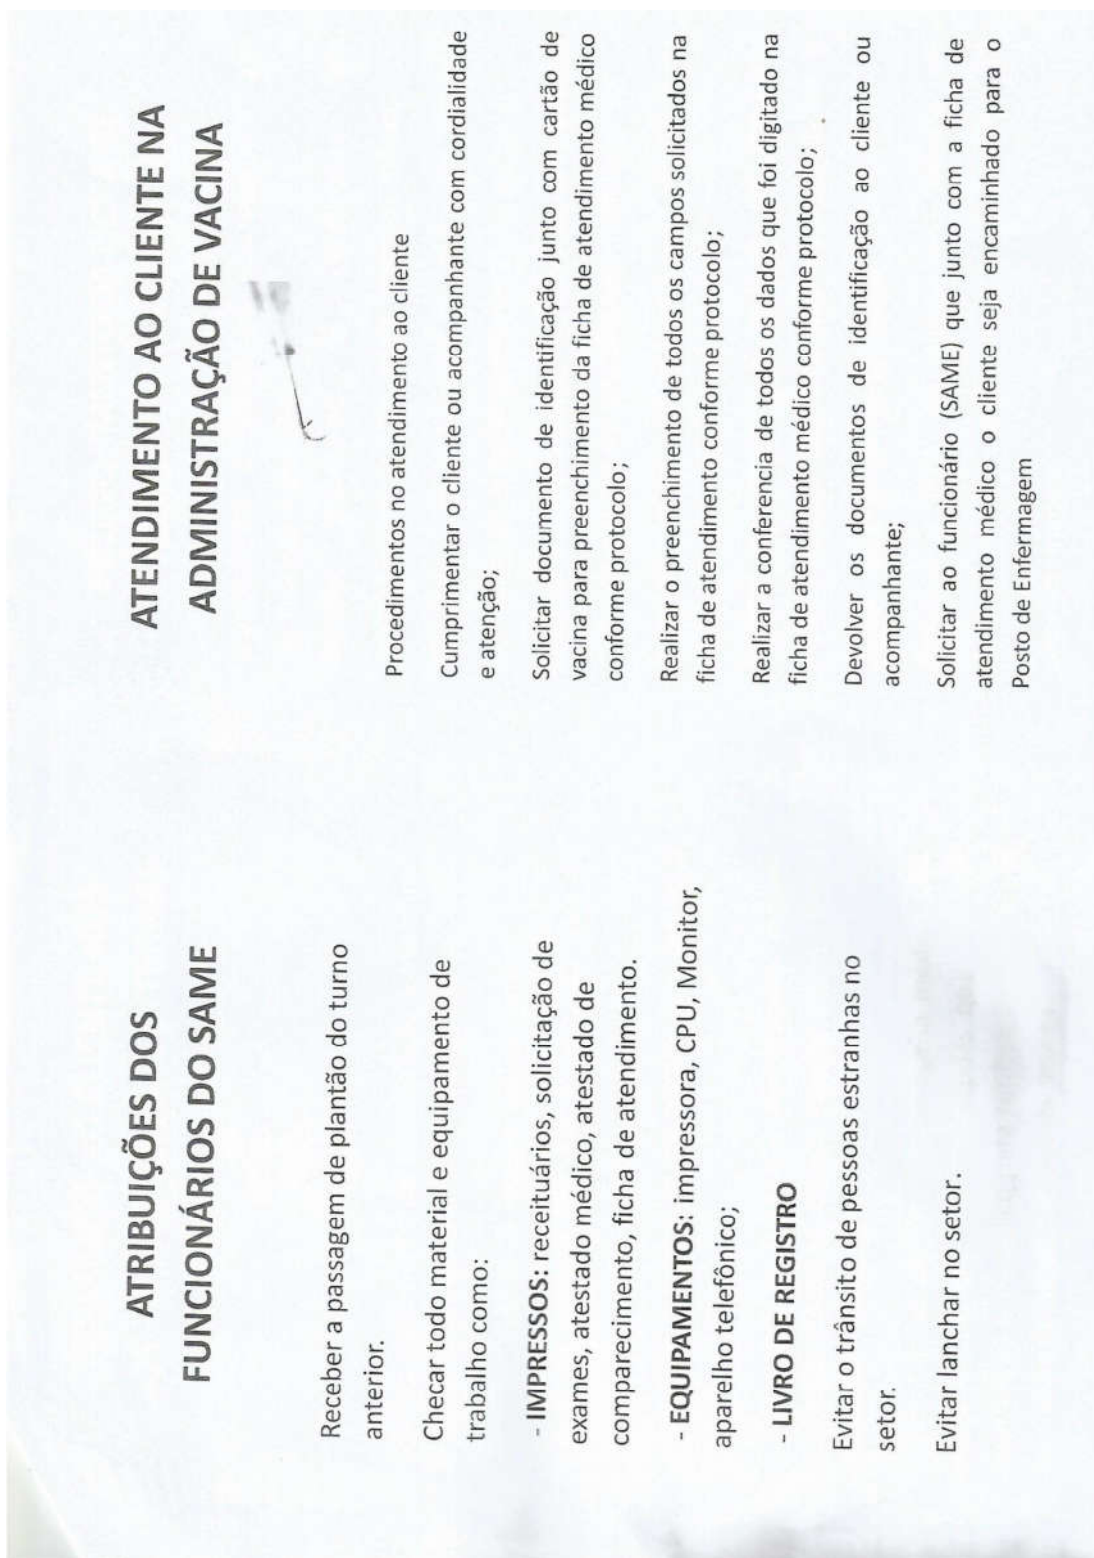 ATRIBUIÇÕES DOS
FUNCIONÁRIOS DO SAME
Receber a passagem de plantão do turno
anterior.
Checar todo material e equipamento de
trabalho como:
- IMPRESSOS: receituários, solicitação de
exames, atestado médico, atestado de
comparecimento, ficha de atendimento.
- EQUIPAMENTOS: impressora, CPU, Monitor,
aparelho telefônico;
- LIVRO DE REGISTRO
Evitar o trânsito de pessoas estranhas no
setor.
Evitar lanchar no setor.
ATENDIMENTO AO CLIENTE NA
ADMINISTRAÇÃO DE VACINA
Procedimentos no atendimento ao cliente
Cumprimentar o cliente ou acompanhante com cordialidade
e atenção;
Solicitar documento de identificação junto com cartão de
vacina para preenchimento da ficha de atendimento médico
conforme protocolo;
Realizar o preenchimento de todos os campos solicitados na
ficha de atendimento conforme protocolo;
Realizar a conferencia de todos os dados que foi digitado na
ficha de atendimento médico conforme protocolo;
Devolver os documentos de identificação ao cliente ou
acompanhante;
Solicitar ao funcionário (SAME) que junto com a ficha de
atendimento médico o cliente seja encaminhado para o
Posto de Enfermagem